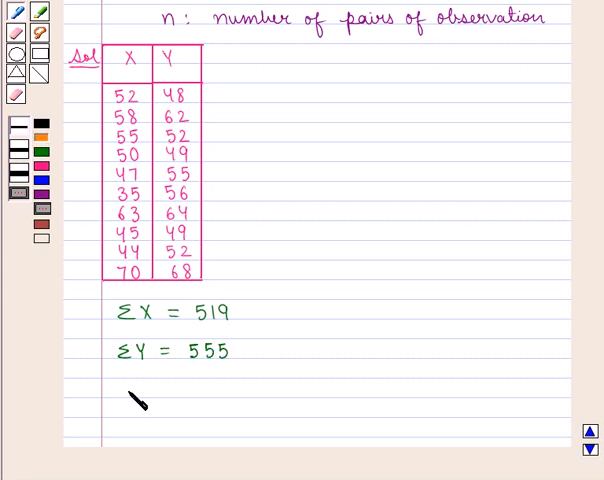 n: number of pairs of observation
Sol X Y
52 48
58 62
55 52
50 49
47 55
35 56
63 64
45 49
44 52
70 68
ΣX = 519
ΣY = 555